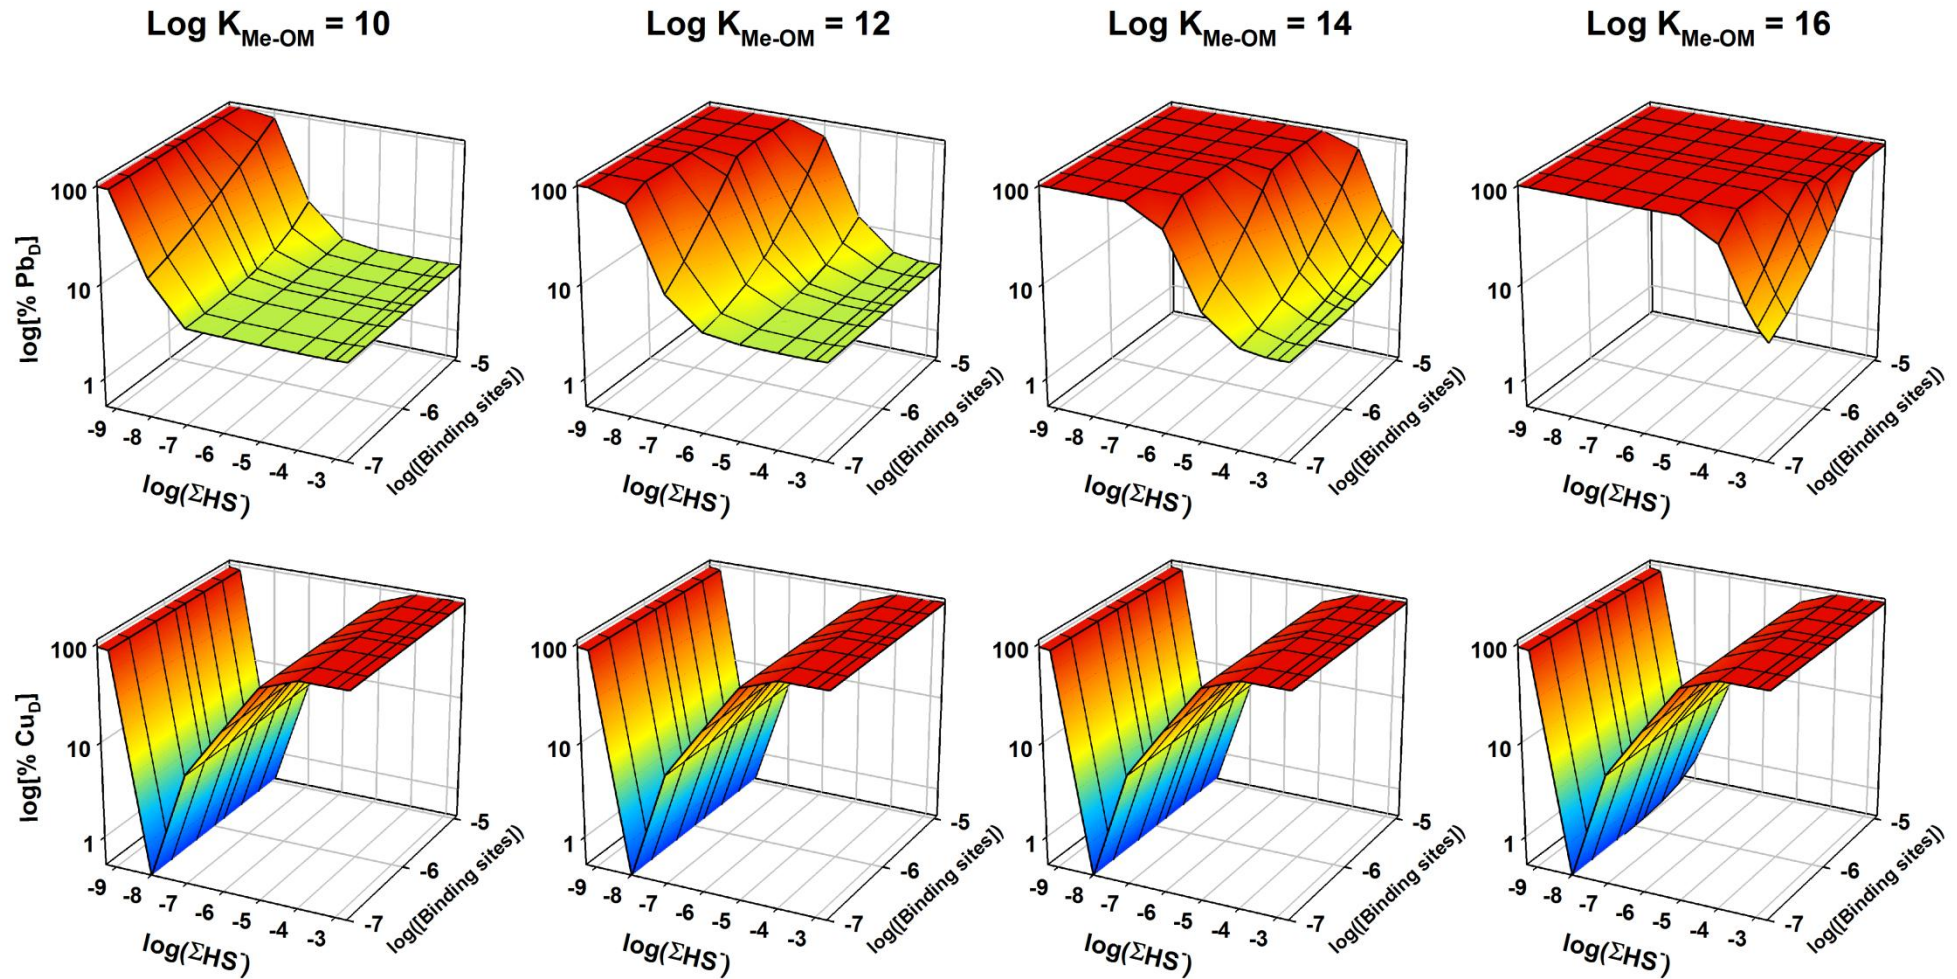 Log K_Me-OM = 10 Log K_Me-OM = 12 Log K_Me-OM = 14 Log K_Me-OM = 16
log[% Pb_D]
100 10 1
-9 -8 -7 -6 -5 -4 -3
-7 -6 -5
log(ΣHS⁻) log([Binding sites])
100 10 1
-9 -8 -7 -6 -5 -4 -3
-7 -6 -5
log(ΣHS⁻) log([Binding sites])
100 10 1
-9 -8 -7 -6 -5 -4 -3
-7 -6 -5
log(ΣHS⁻) log([Binding sites])
100 10 1
-9 -8 -7 -6 -5 -4 -3
-7 -6 -5
log(ΣHS⁻) log([Binding sites])
log[% Cu_D]
100 10 1
-9 -8 -7 -6 -5 -4 -3
-7 -6 -5
log(ΣHS⁻) log([Binding sites])
100 10 1
-9 -8 -7 -6 -5 -4 -3
-7 -6 -5
log(ΣHS⁻) log([Binding sites])
100 10 1
-9 -8 -7 -6 -5 -4 -3
-7 -6 -5
log(ΣHS⁻) log([Binding sites])
100 10 1
-9 -8 -7 -6 -5 -4 -3
-7 -6 -5
log(ΣHS⁻) log([Binding sites])